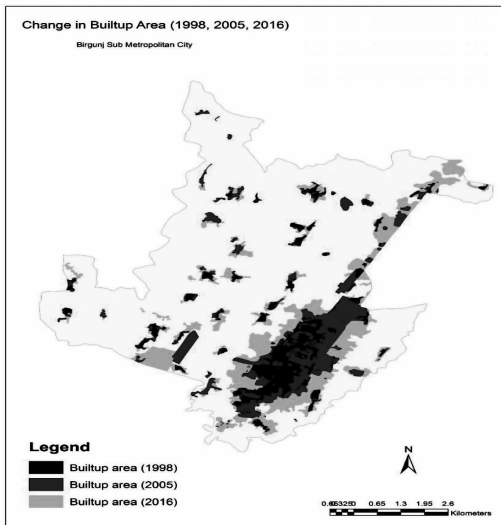 Change in Builtup Area (1998, 2005, 2016)
Birgunj Sub Metropolitan City
Legend
Builtup area (1998)
Builtup area (2005)
Builtup area (2016)
N
0 0.65 1.3 1.95 2.6
Kilometers